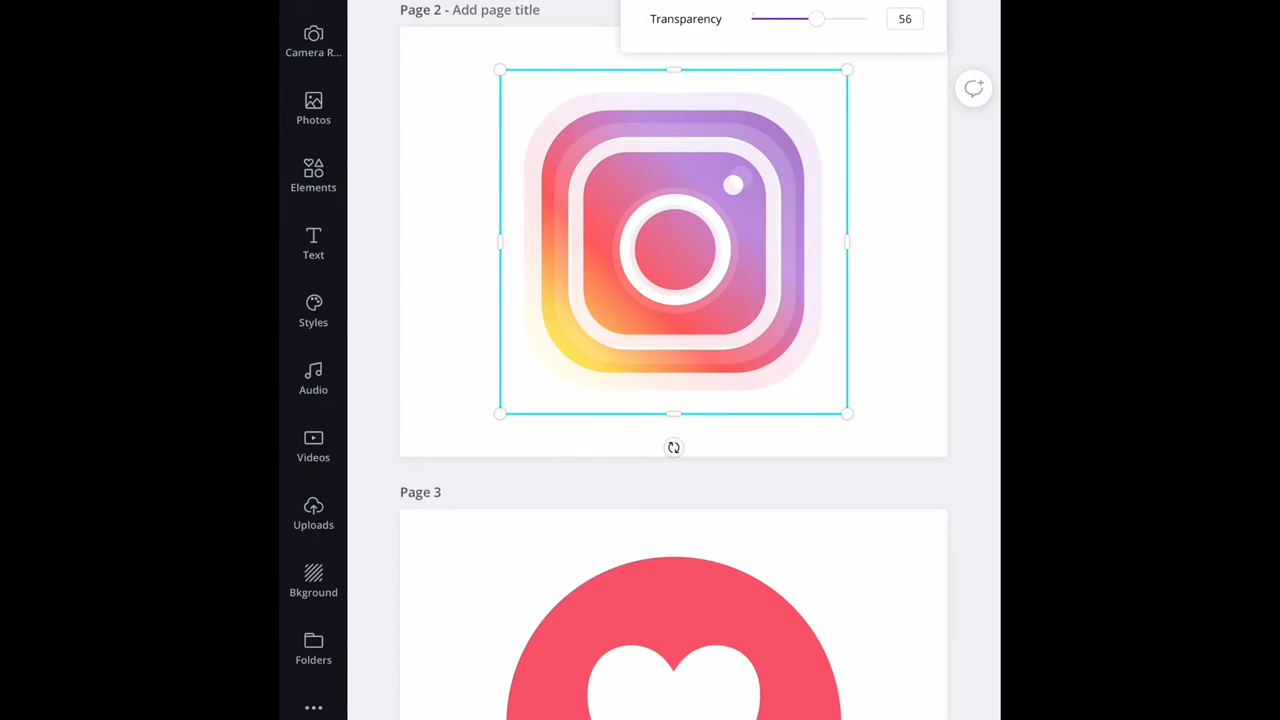 Page 2 - Add page title
Transparency
56
Camera R...
Photos
Elements
Text
Styles
Audio
Videos
Uploads
Bkground
Folders
Page 3